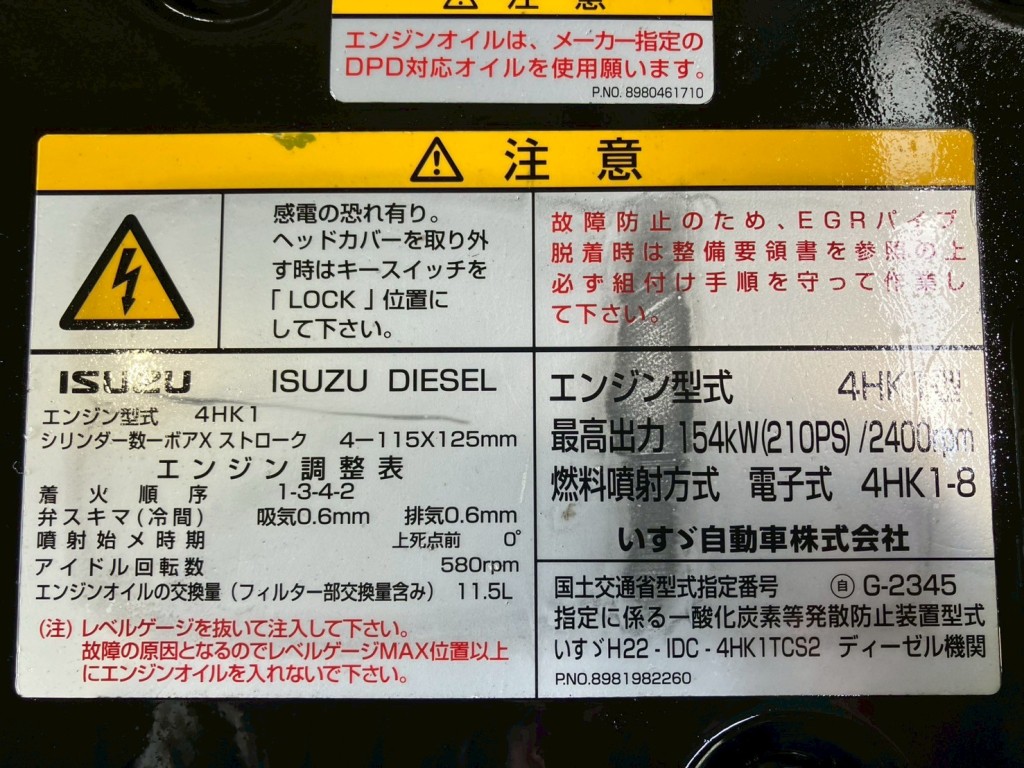 注 意
エンジンオイルは、メーカー指定の
DPD対応オイルを使用願います。
P.NO. 8980461710
注 意
感電の恐れ有り。
ヘッドカバーを取り外
す時はキースイッチを
「 LOCK 」位置に
して下さい。
故障防止のため、EGRパイプ
脱着時は整備要領書を参照の上
必ず組付け手順を守って作業し
て下さい。
ISUZU ISUZU DIESEL
エンジン型式 4HK1
シリンダー数ーボアX ストローク 4ー115X125mm
エンジン調整表
着火順序 1-3-4-2
弁スキマ(冷間) 吸気0.6mm 排気0.6mm
噴射始メ時期 上死点前 0°
アイドル回転数 580rpm
エンジンオイルの交換量(フィルター部交換量含み) 11.5L
(注) レベルゲージを抜いて注入して下さい。
故障の原因となるのでレベルゲージMAX位置以上
にエンジンオイルを入れないで下さい。
エンジン型式 4HK1型
最高出力 154kW(210PS) /2400rpm
燃料噴射方式 電子式 4HK1-8
いすゞ自動車株式会社
国土交通省型式指定番号 ㊀自 G-2345
指定に係る一酸化炭素等発散防止装置型式
いすゞH22 - IDC - 4HK1TCS2 ディーゼル機関
P.NO.8981982260